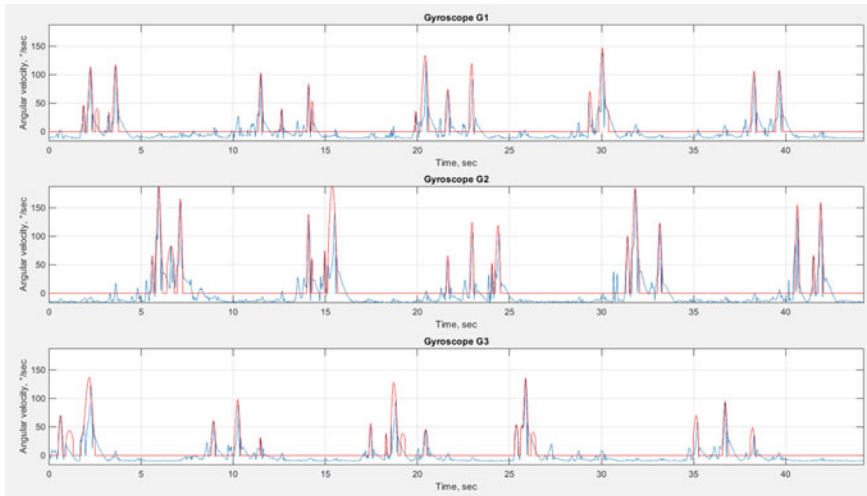 Gyroscope G1
Angular velocity, °/sec
150
100
50
0
0 5 10 15 20 25 30 35 40
Time, sec
Gyroscope G2
Angular velocity, °/sec
150
100
50
0
0 5 10 15 20 25 30 35 40
Time, sec
Gyroscope G3
Angular velocity, °/sec
150
100
50
0
0 5 10 15 20 25 30 35 40
Time, sec